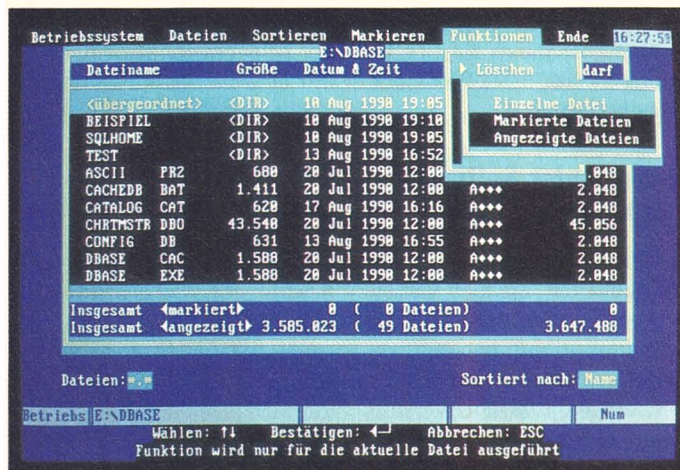 Betriebssystem Dateien Sortieren Markieren Funktionen Ende 16:27:53
E:\DBASE
Dateiname Größe Datum & Zeit ▶ Löschen darf
<übergeordnet> <DIR> 10 Aug 1990 19:05 Einzelne Datei
BEISPIEL <DIR> 10 Aug 1990 19:10 Markierte Dateien
SQLHOME <DIR> 10 Aug 1990 19:05 Angezeigte Dateien
TEST <DIR> 13 Aug 1990 16:52
ASCII PR2 680 20 Jul 1990 12:00 2.048
CACHEDB BAT 1.411 20 Jul 1990 12:00 A♦♦♦ 2.048
CATALOG CAT 620 17 Aug 1990 16:16 A♦♦♦ 2.048
CHRTMSTR DBO 43.540 20 Jul 1990 12:00 A♦♦♦ 45.056
CONFIG DB 631 13 Aug 1990 16:55 A♦♦♦ 2.048
DBASE CAC 1.588 20 Jul 1990 12:00 A♦♦♦ 2.048
DBASE EXE 1.588 20 Jul 1990 12:00 A♦♦♦ 2.048
Insgesamt ◄markiert► 0 ( 0 Dateien) 0
Insgesamt ◄angezeigt► 3.585.023 ( 49 Dateien) 3.647.488
Dateien: *.* Sortiert nach: Name
Betriebs E:\DBASE Num
Wählen: ↑↓ Bestätigen: ◄┘ Abbrechen: ESC
Funktion wird nur für die aktuelle Datei ausgeführt